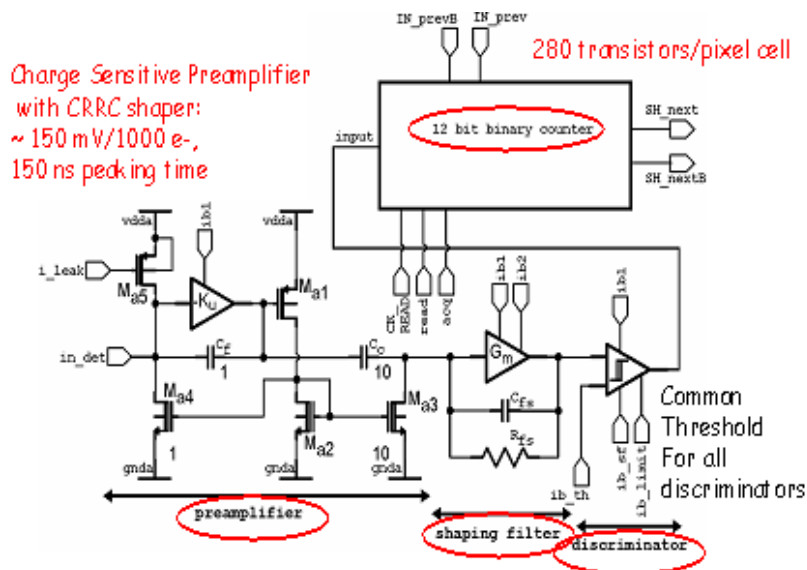 IN_prevB
IN_prev
280 transistors/pixel cell
Charge Sensitive Preamplifier
with CRRC shaper:
~ 150 mV/1000 e-,
150 ns peaking time
input
12 bit binary counter
SH_next
SH_nextB
vdda
ib1
vdda
i_leak
Ma5
-Ku
Ma1
CK_READ
read
acq
ib1
ib2
ib1
in_det
Cf
1
Cc
10
Gm
Ma4
Ma3
Cfs
Ma2
Rfs
1
10
gnda
gnda
gnda
ib_th
ib_sf
ib_limit
Common
Threshold
For all
discriminators
preamplifier
shaping filter
discriminator